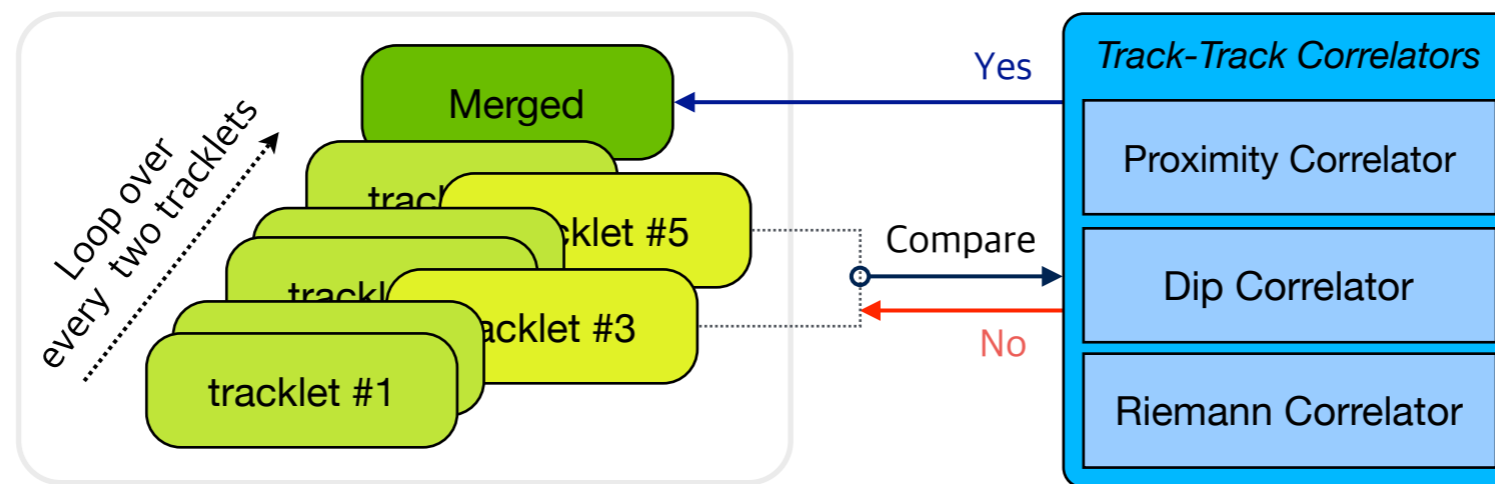 Loop over
every two tracklets
Merged
tracklet #5
tracklet #3
tracklet #1
Yes
Compare
No
Track-Track Correlators
Proximity Correlator
Dip Correlator
Riemann Correlator